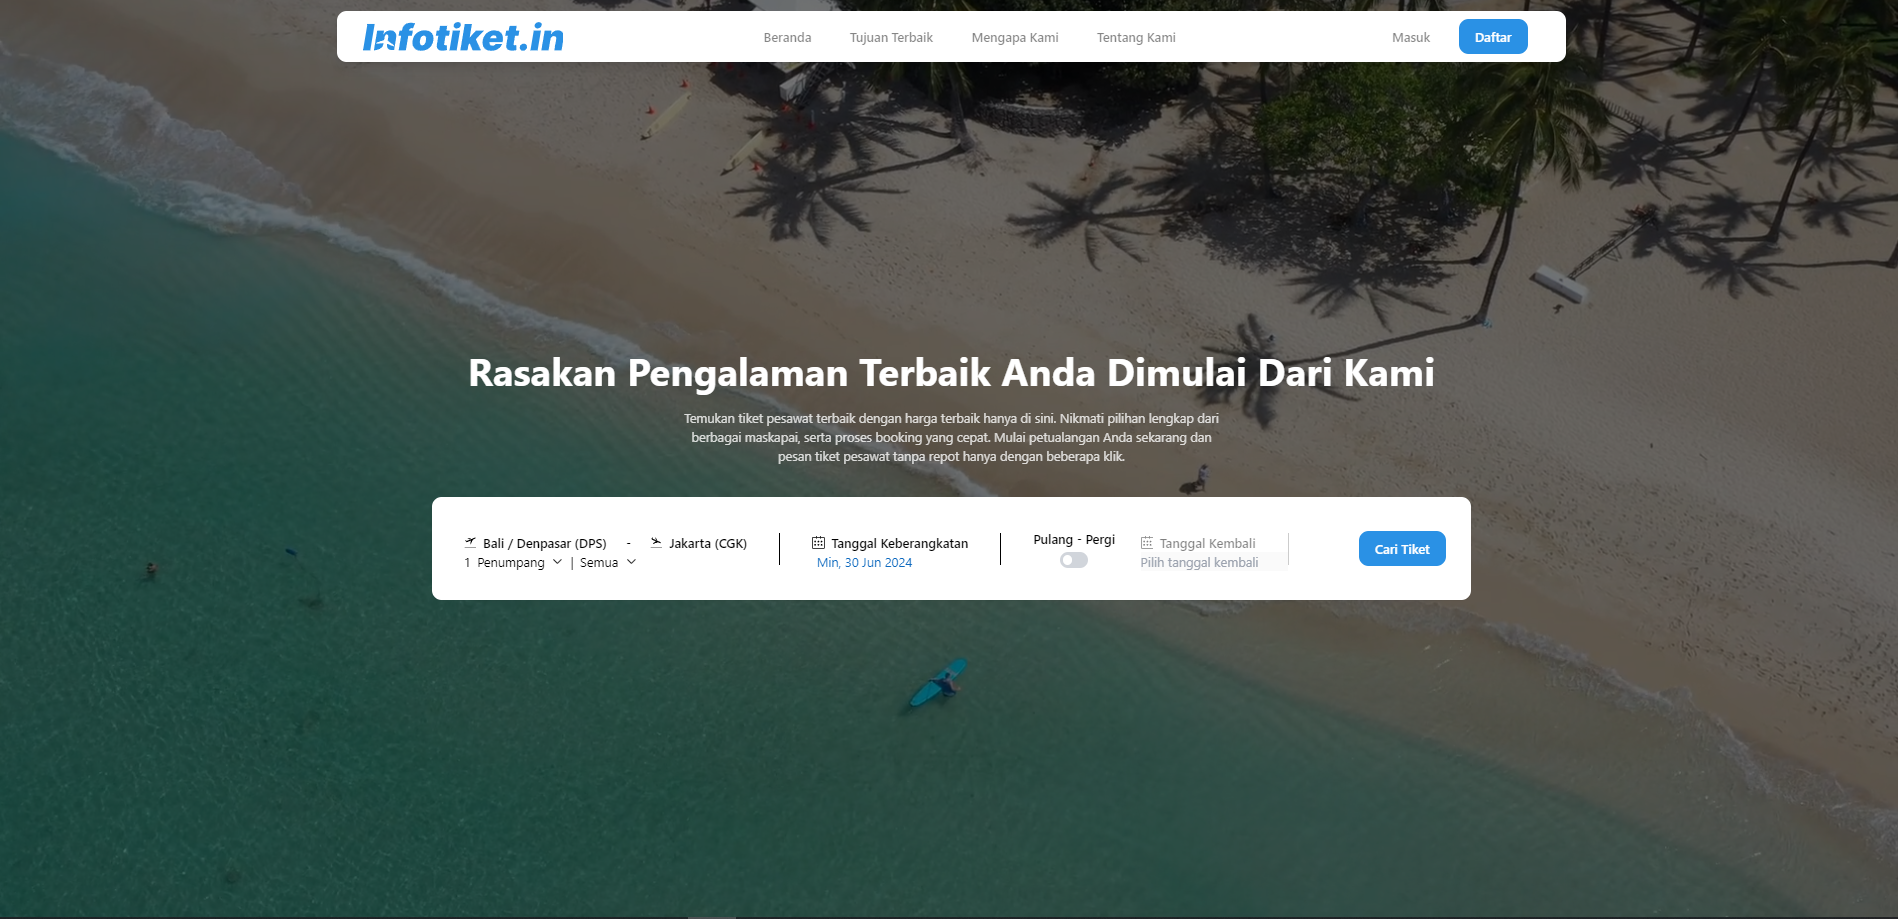 Infotiket.in
Beranda Tujuan Terbaik Mengapa Kami Tentang Kami Masuk Daftar
Rasakan Pengalaman Terbaik Anda Dimulai Dari Kami
Temukan tiket pesawat terbaik dengan harga terbaik hanya di sini. Nikmati pilihan lengkap dari
berbagai maskapai, serta proses booking yang cepat. Mulai petualangan Anda sekarang dan
pesan tiket pesawat tanpa repot hanya dengan beberapa klik.
Bali / Denpasar (DPS) - Jakarta (CGK)
1 Penumpang | Semua
Tanggal Keberangkatan
Min, 30 Jun 2024
Pulang - Pergi
Tanggal Kembali
Pilih tanggal kembali
Cari Tiket